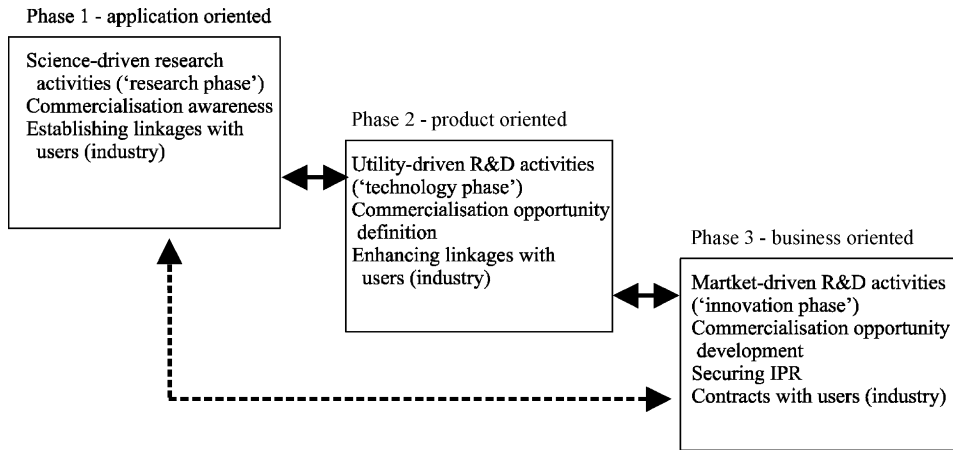 Phase 1 - application oriented
Science-driven research
activities (‘research phase’)
Commercialisation awareness
Establishing linkages with
users (industry)
Phase 2 - product oriented
Utility-driven R&D activities
(‘technology phase’)
Commercialisation opportunity
definition
Enhancing linkages with
users (industry)
Phase 3 - business oriented
Martket-driven R&D activities
(‘innovation phase’)
Commercialisation opportunity
development
Securing IPR
Contracts with users (industry)